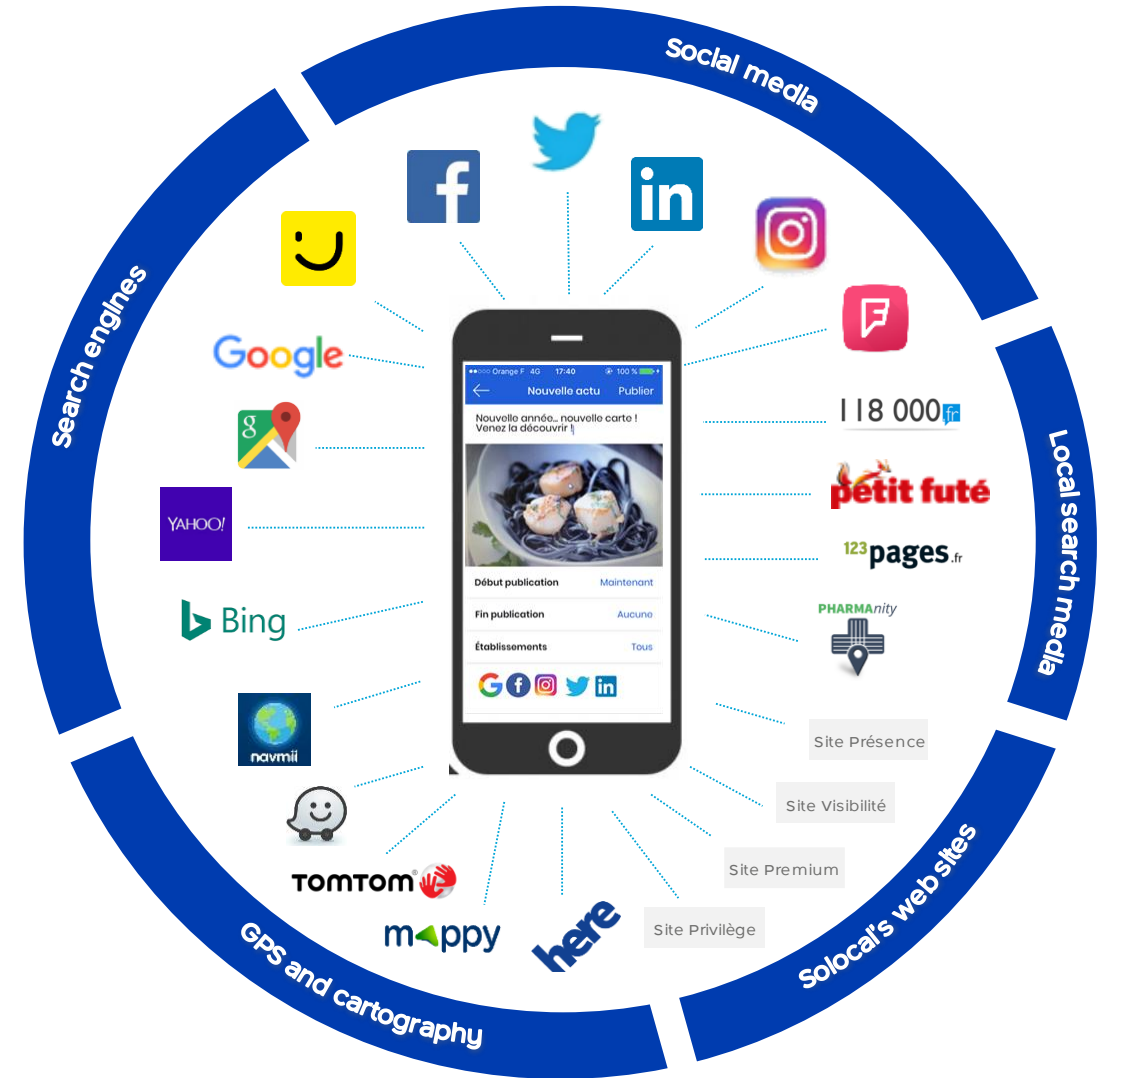 Social media
Search engines
Local search media
Solocal's web sites
GPS and cartography
f
in
Google
g
YAHOO!
Bing
navmii
TOMTOM®
mappy
here
118 000 fr
petit futé
123pages.fr
PHARMAnity
Site Présence
Site Visibilité
Site Premium
Site Privilège
Orange F 4G 17:40 100 %
Nouvelle actu Publier
Nouvelle année... nouvelle carte !
Venez la découvrir !
Début publication Maintenant
Fin publication Aucune
Établissements Tous
G f in